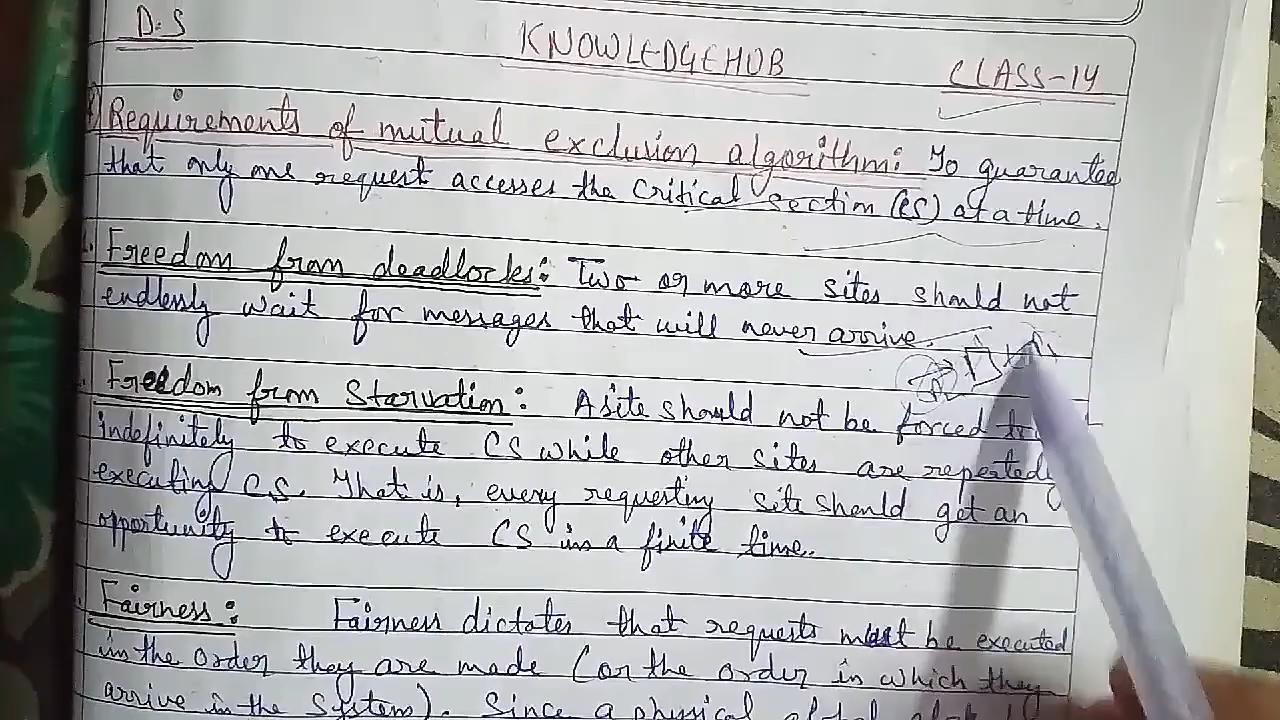 D.S
KNOWLEDGEHUB
CLASS-14
Requirements of mutual exclusion algorithm: To guaranted
that only one request accesses the critical section (CS) at a time.
Freedom from deadlocks: Two or more sites should not
endlessly wait for messages that will never arrive.
Freedom from Starvation: A site should not be forced to
indefinitely to execute CS while other sites are repeatedly
executing CS. That is, every requesting site should get an
opportunity to execute CS in a finite time.
Fairness: Fairness dictates that requests must be executed
in the order they are made (or the order in which they
arrive in the system). Since a physical global